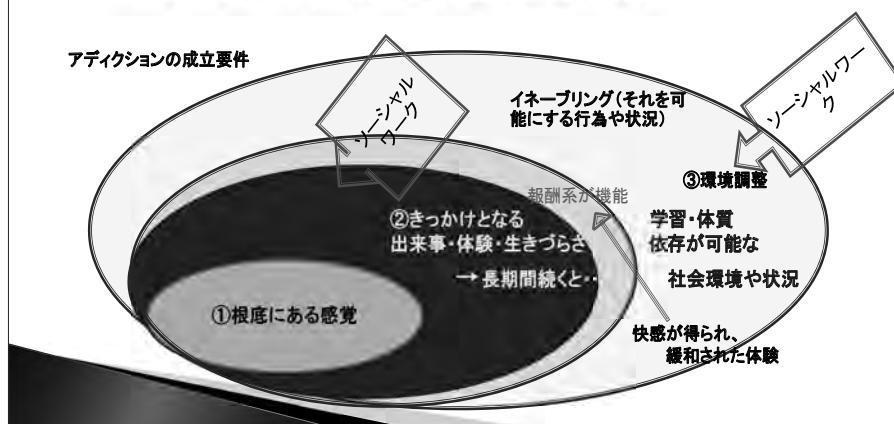 アディクションの成立要件
ソーシャル
ワーク
イネーブリング(それを可
能にする行為や状況)
ソーシャルワー
ク
③環境調整
報酬系が機能
②きっかけとなる
出来事・体験・生きづらさ
→長期間続くと・・
学習・体質
依存が可能な
社会環境や状況
①根底にある感覚
快感が得られ、
緩和された体験